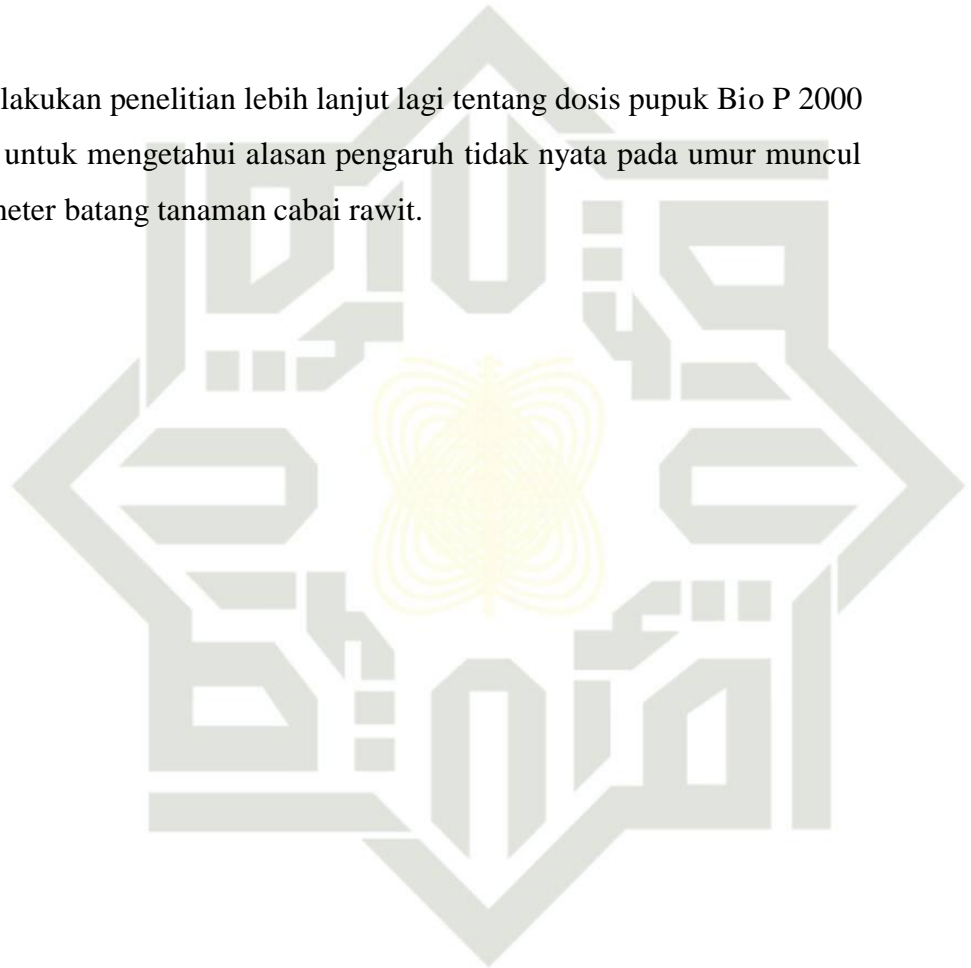 lakukan penelitian lebih lanjut lagi tentang dosis pupuk Bio P 2000
untuk mengetahui alasan pengaruh tidak nyata pada umur muncul
meter batang tanaman cabai rawit.